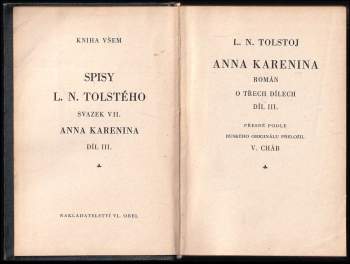 KNIHA VŠEM
SPISY
L. N. TOLSTÉHO
SVAZEK VII.
ANNA KARENINA
DÍL III.
NAKLADATELSTVÍ VL. OREL
L. N. TOLSTOJ
ANNA KARENINA
ROMÁN
O TŘECH DÍLECH
DÍL III.
PŘESNĚ PODLE
RUSKÉHO ORIGINÁLU PŘELOŽIL
V. CHÁB